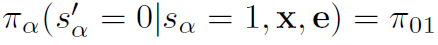 π_α(s'_α = 0|s_α = 1, x, e) = π_01